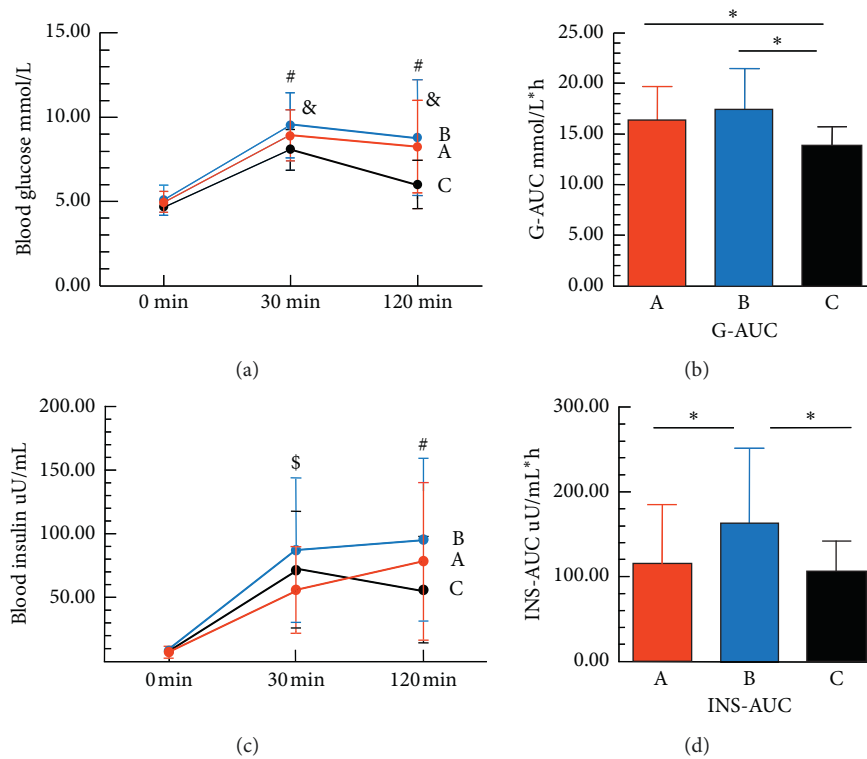 15.00
10.00
5.00
0.00
Blood glucose mmol/L
#
&
#
&
B
A
C
0 min
30 min
120 min
(a)
25.00
20.00
15.00
10.00
5.00
0.00
G-AUC mmol/L*h
*
*
A
B
C
G-AUC
(b)
200.00
150.00
100.00
50.00
Blood insulin uU/mL
$
#
B
A
C
0 min
30 min
120 min
(c)
300.00
200.00
100.00
0.00
INS-AUC uU/mL*h
*
*
A
B
C
INS-AUC
(d)